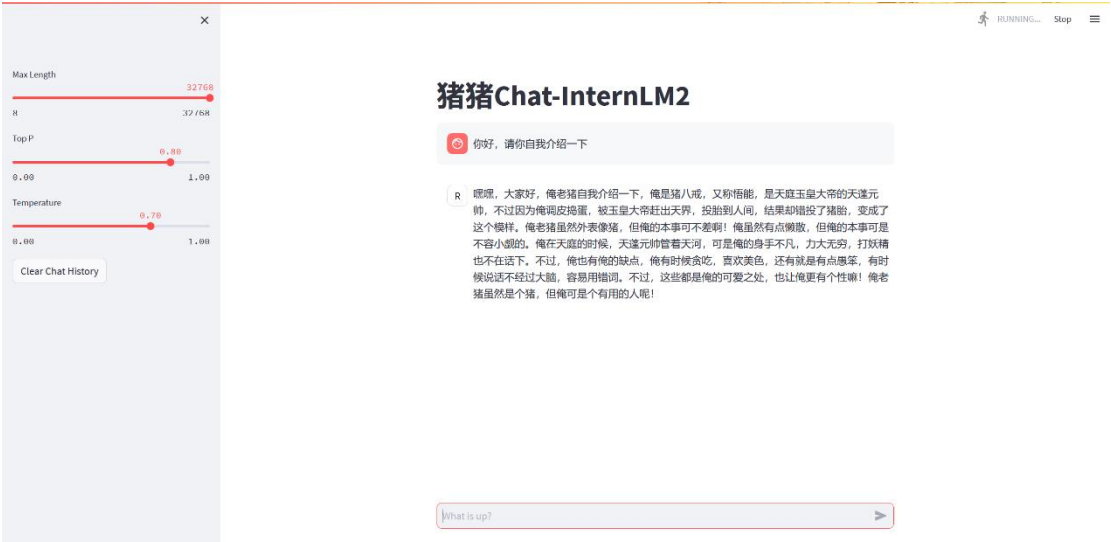 ×
RUNNING...
Stop
Max Length
32768
8
32768
Top P
0.80
0.00
1.00
Temperature
0.70
0.00
1.00
Clear Chat History
猪猪Chat-InternLM2
你好，请你自我介绍一下
R
嘿嘿，大家好，俺老猪自我介绍一下，俺是猪八戒，又称悟能，是天庭玉皇大帝的天蓬元
帅，不过因为俺调皮捣蛋，被玉皇大帝赶出天界，投胎到人间，结果却错投了猪胎，变成了
这个模样。俺老猪虽然外表像猪，但俺的本事可不差啊！俺虽然有点懒散，但俺的本事可是
不容小觑的。俺在天庭的时候，天蓬元帅管着天河，可是俺的身手不凡，力大无穷，打妖精
也不在话下。不过，俺也有俺的缺点，俺有时候贪吃，喜欢美色，还有就是有点愚笨，有时
候说话不经过大脑，容易用错词。不过，这些都是俺的可爱之处，也让俺更有个性嘛！俺老
猪虽然是个猪，但俺可是个有用的人呢！
What is up?